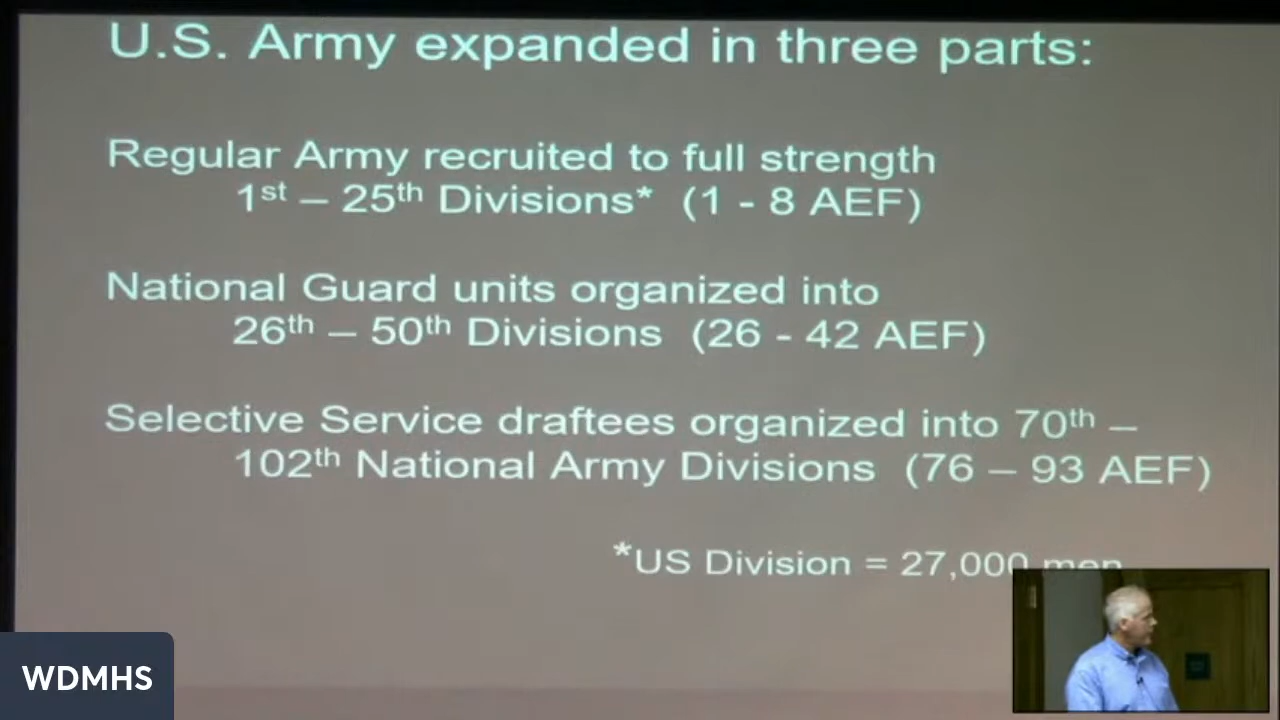 U.S. Army expanded in three parts:
Regular Army recruited to full strength
1st – 25th Divisions* (1 - 8 AEF)
National Guard units organized into
26th – 50th Divisions (26 - 42 AEF)
Selective Service draftees organized into 70th –
102th National Army Divisions (76 – 93 AEF)
*US Division = 27,000 men
WDMHS